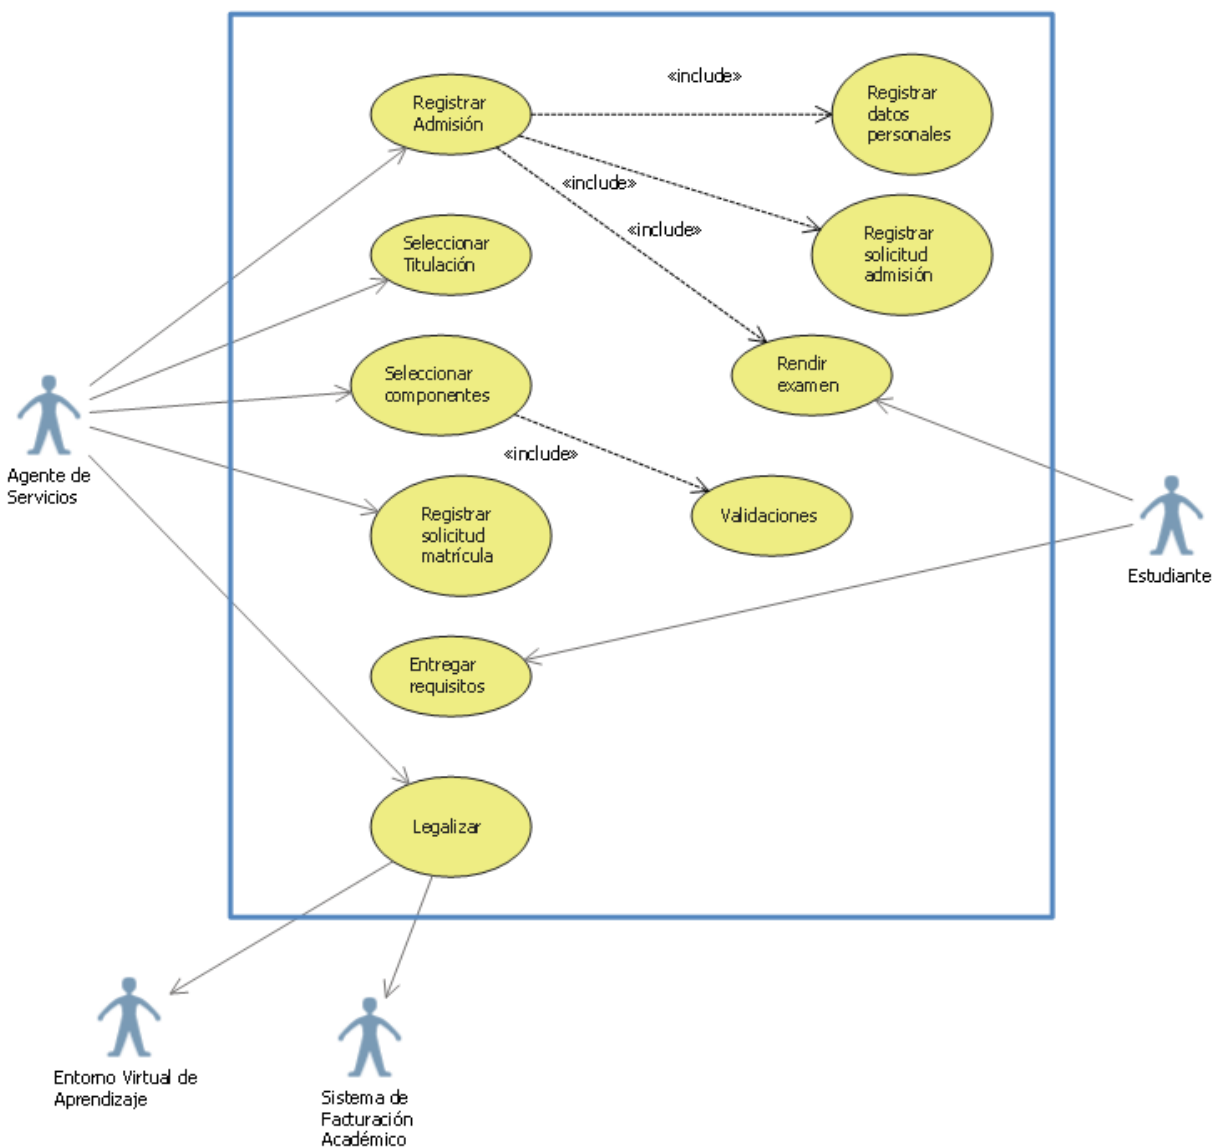 «include»
Registrar
Admisión
Registrar
datos
personales
«include»
«include»
Registrar
solicitud
admisión
Seleccionar
Titulación
Seleccionar
componentes
Rendir
examen
«include»
Agente de
Servicios
Registrar
solicitud
matrícula
Validaciones
Estudiante
Entregar
requisitos
Legalizar
Entorno Virtual de
Aprendizaje
Sistema de
Facturación
Académico